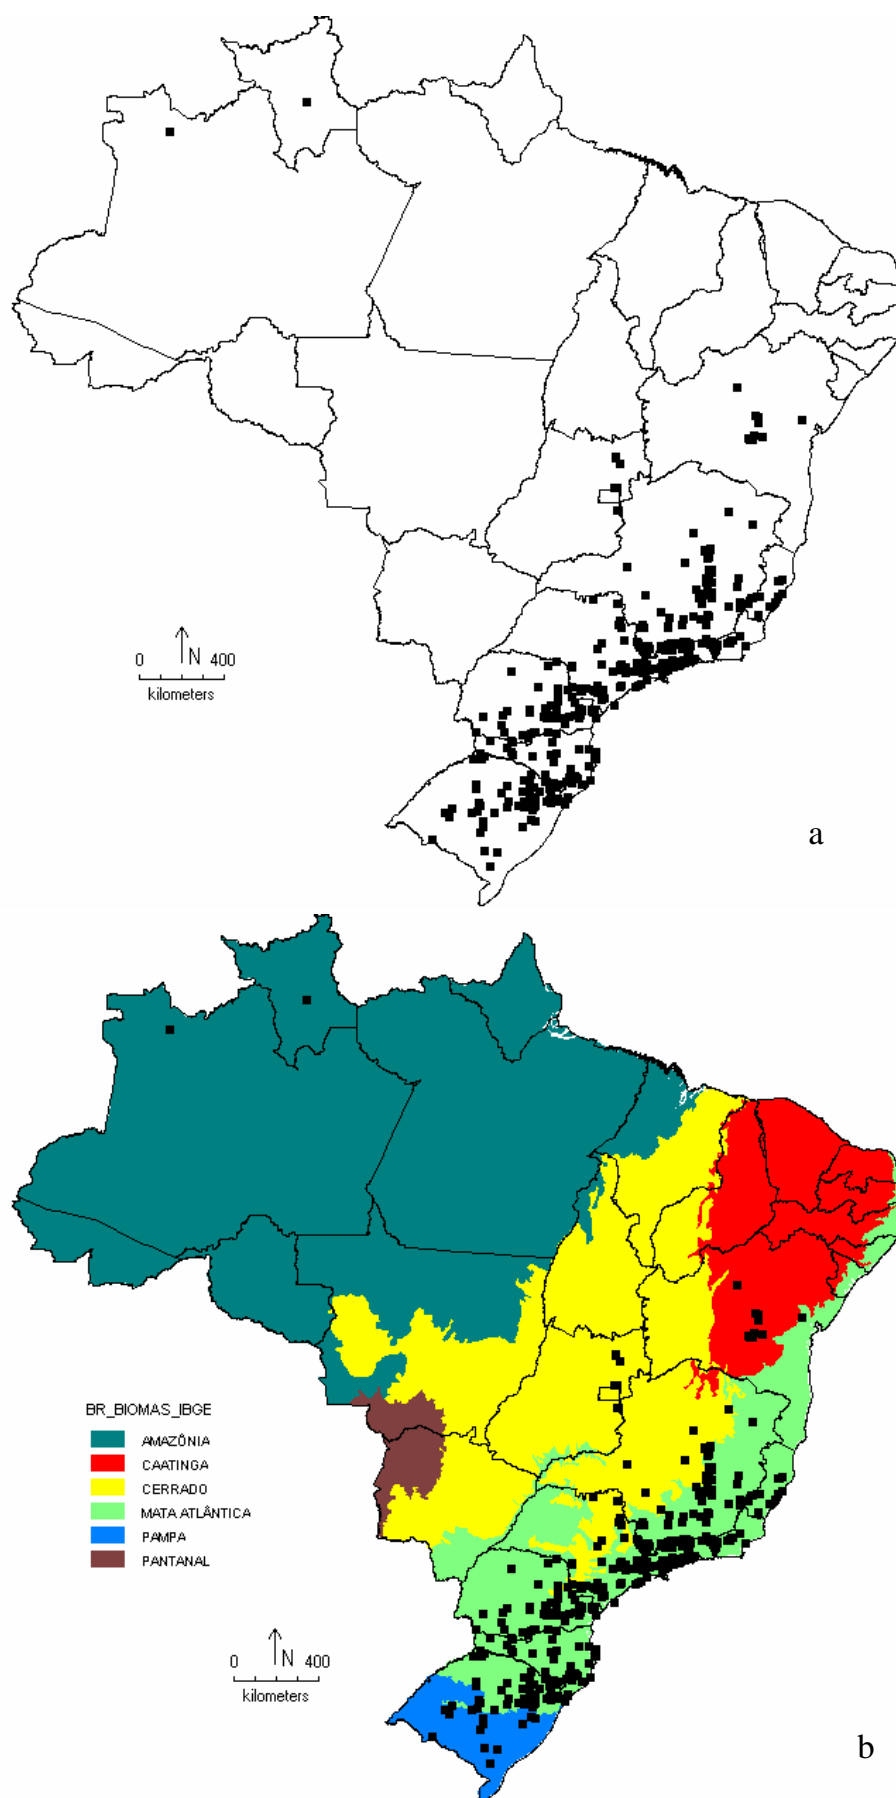 0 N 400
kilometers
a
BR_BIOMAS_IBGE
AMAZÔNIA
CAATINGA
CERRADO
MATA ATLÂNTICA
PAMPA
PANTANAL
0 N 400
kilometers
b